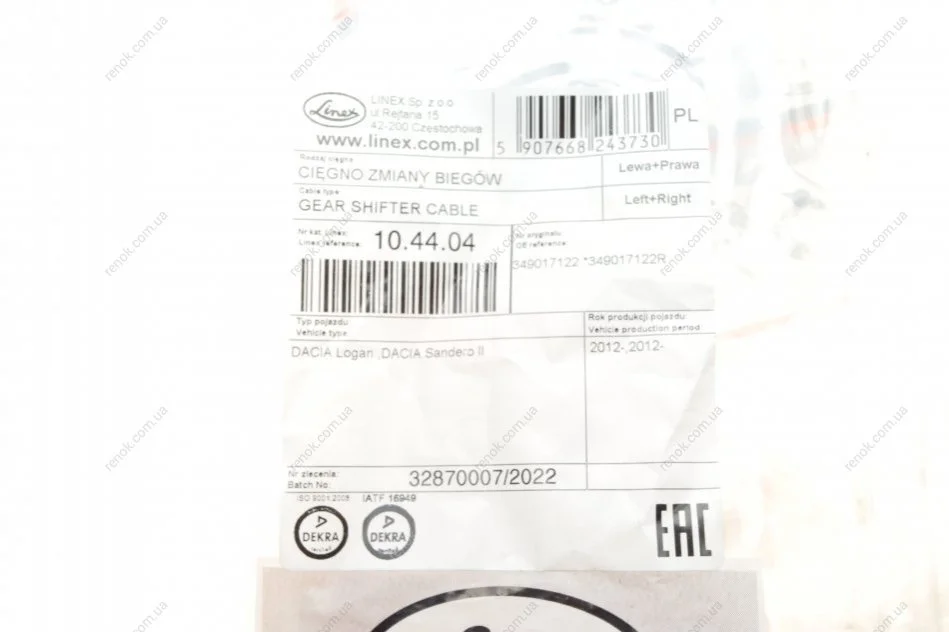 Linex
LINEX Sp. z o.o.
ul Rejtana 15
42-200 Częstochowa
www.linex.com.pl
5 907668 243730
PL
Rodzaj cięgna
CIĘGNO ZMIANY BIEGÓW
Lewa+Prawa
Cable type
GEAR SHIFTER CABLE
Left+Right
Nr kat. Linex:
Linex reference:
10.44.04
Nr oryginału:
OE reference
349017122 *349017122R
Typ pojazdu:
Vehicle type:
Rok produkcji pojazdu:
Vehicle production period
DACIA Logan ,DACIA Sandero II
2012-,2012-
Nr zlecenia:
Batch No:
32870007/2022
ISO 9001:2008
IATF 16949
DEKRA
DEKRA
EAC
renok.com.ua